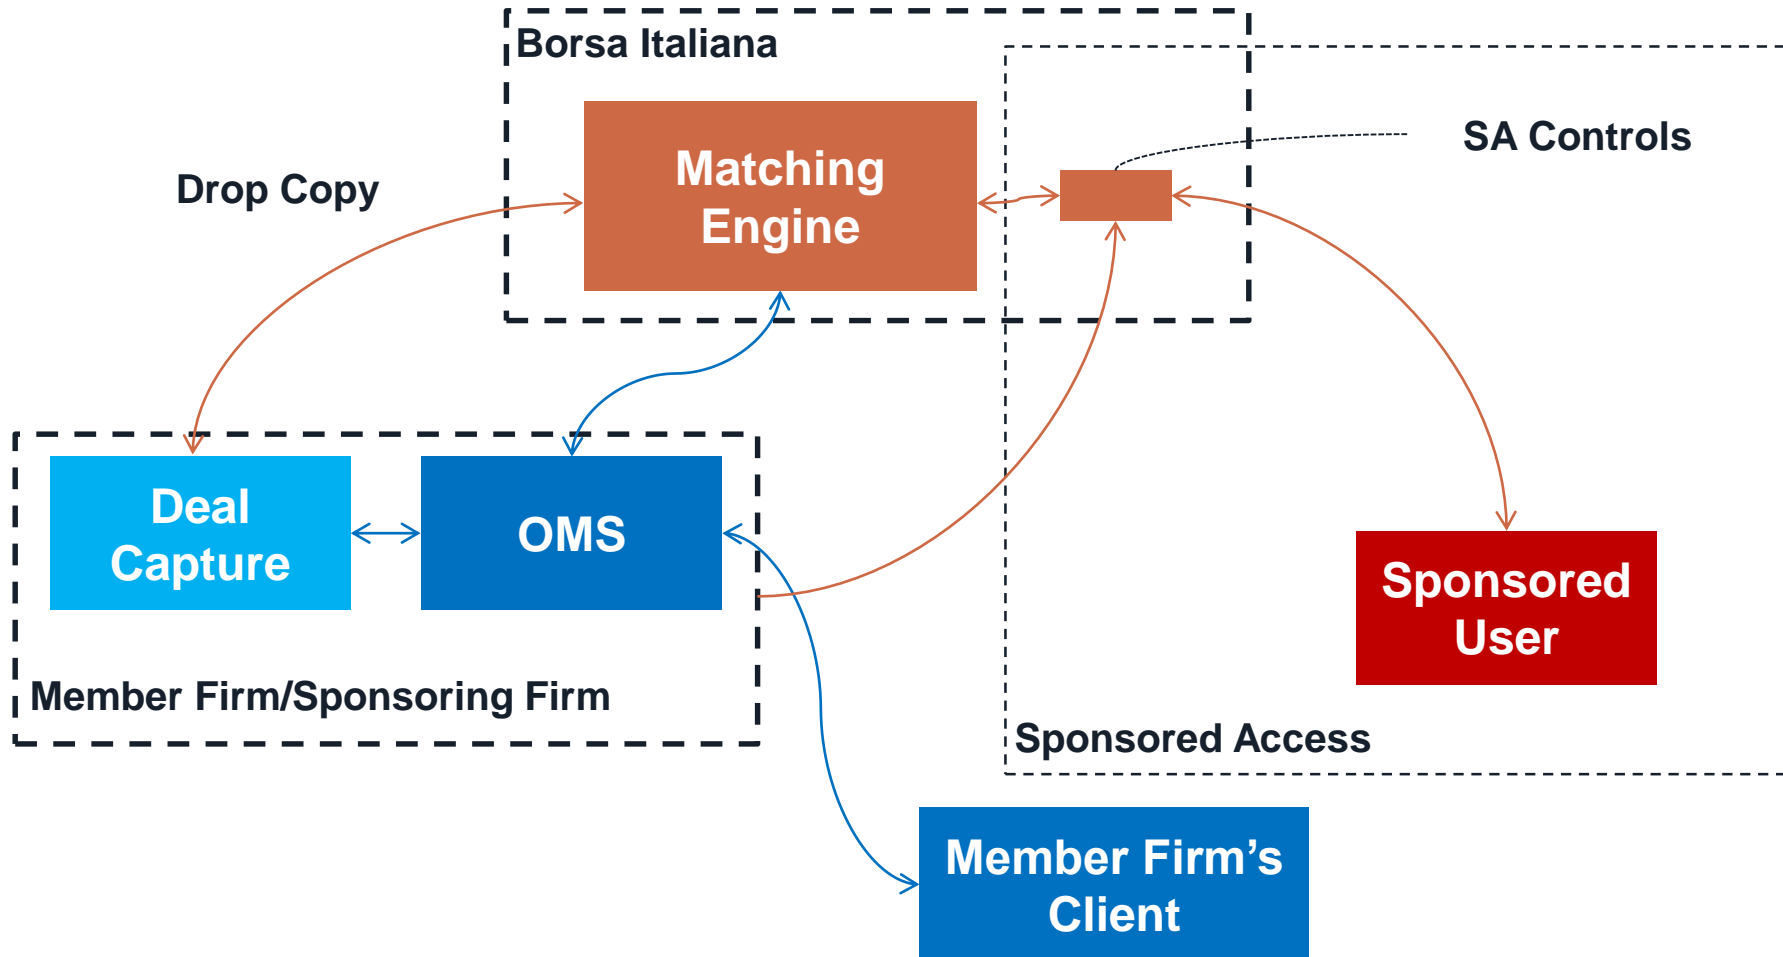 Borsa Italiana
Matching
Engine
SA Controls
Drop Copy
Deal
Capture
OMS
Sponsored
User
Member Firm/Sponsoring Firm
Sponsored Access
Member Firm’s
Client